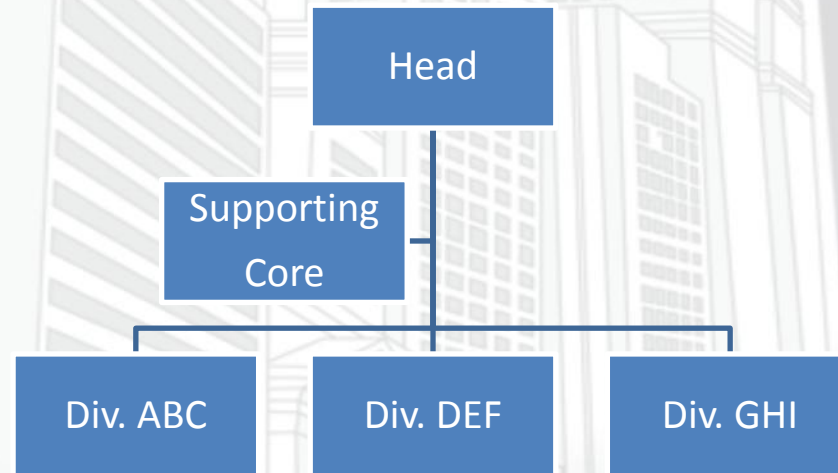 Head
Supporting
Core
Div. ABC
Div. DEF
Div. GHI